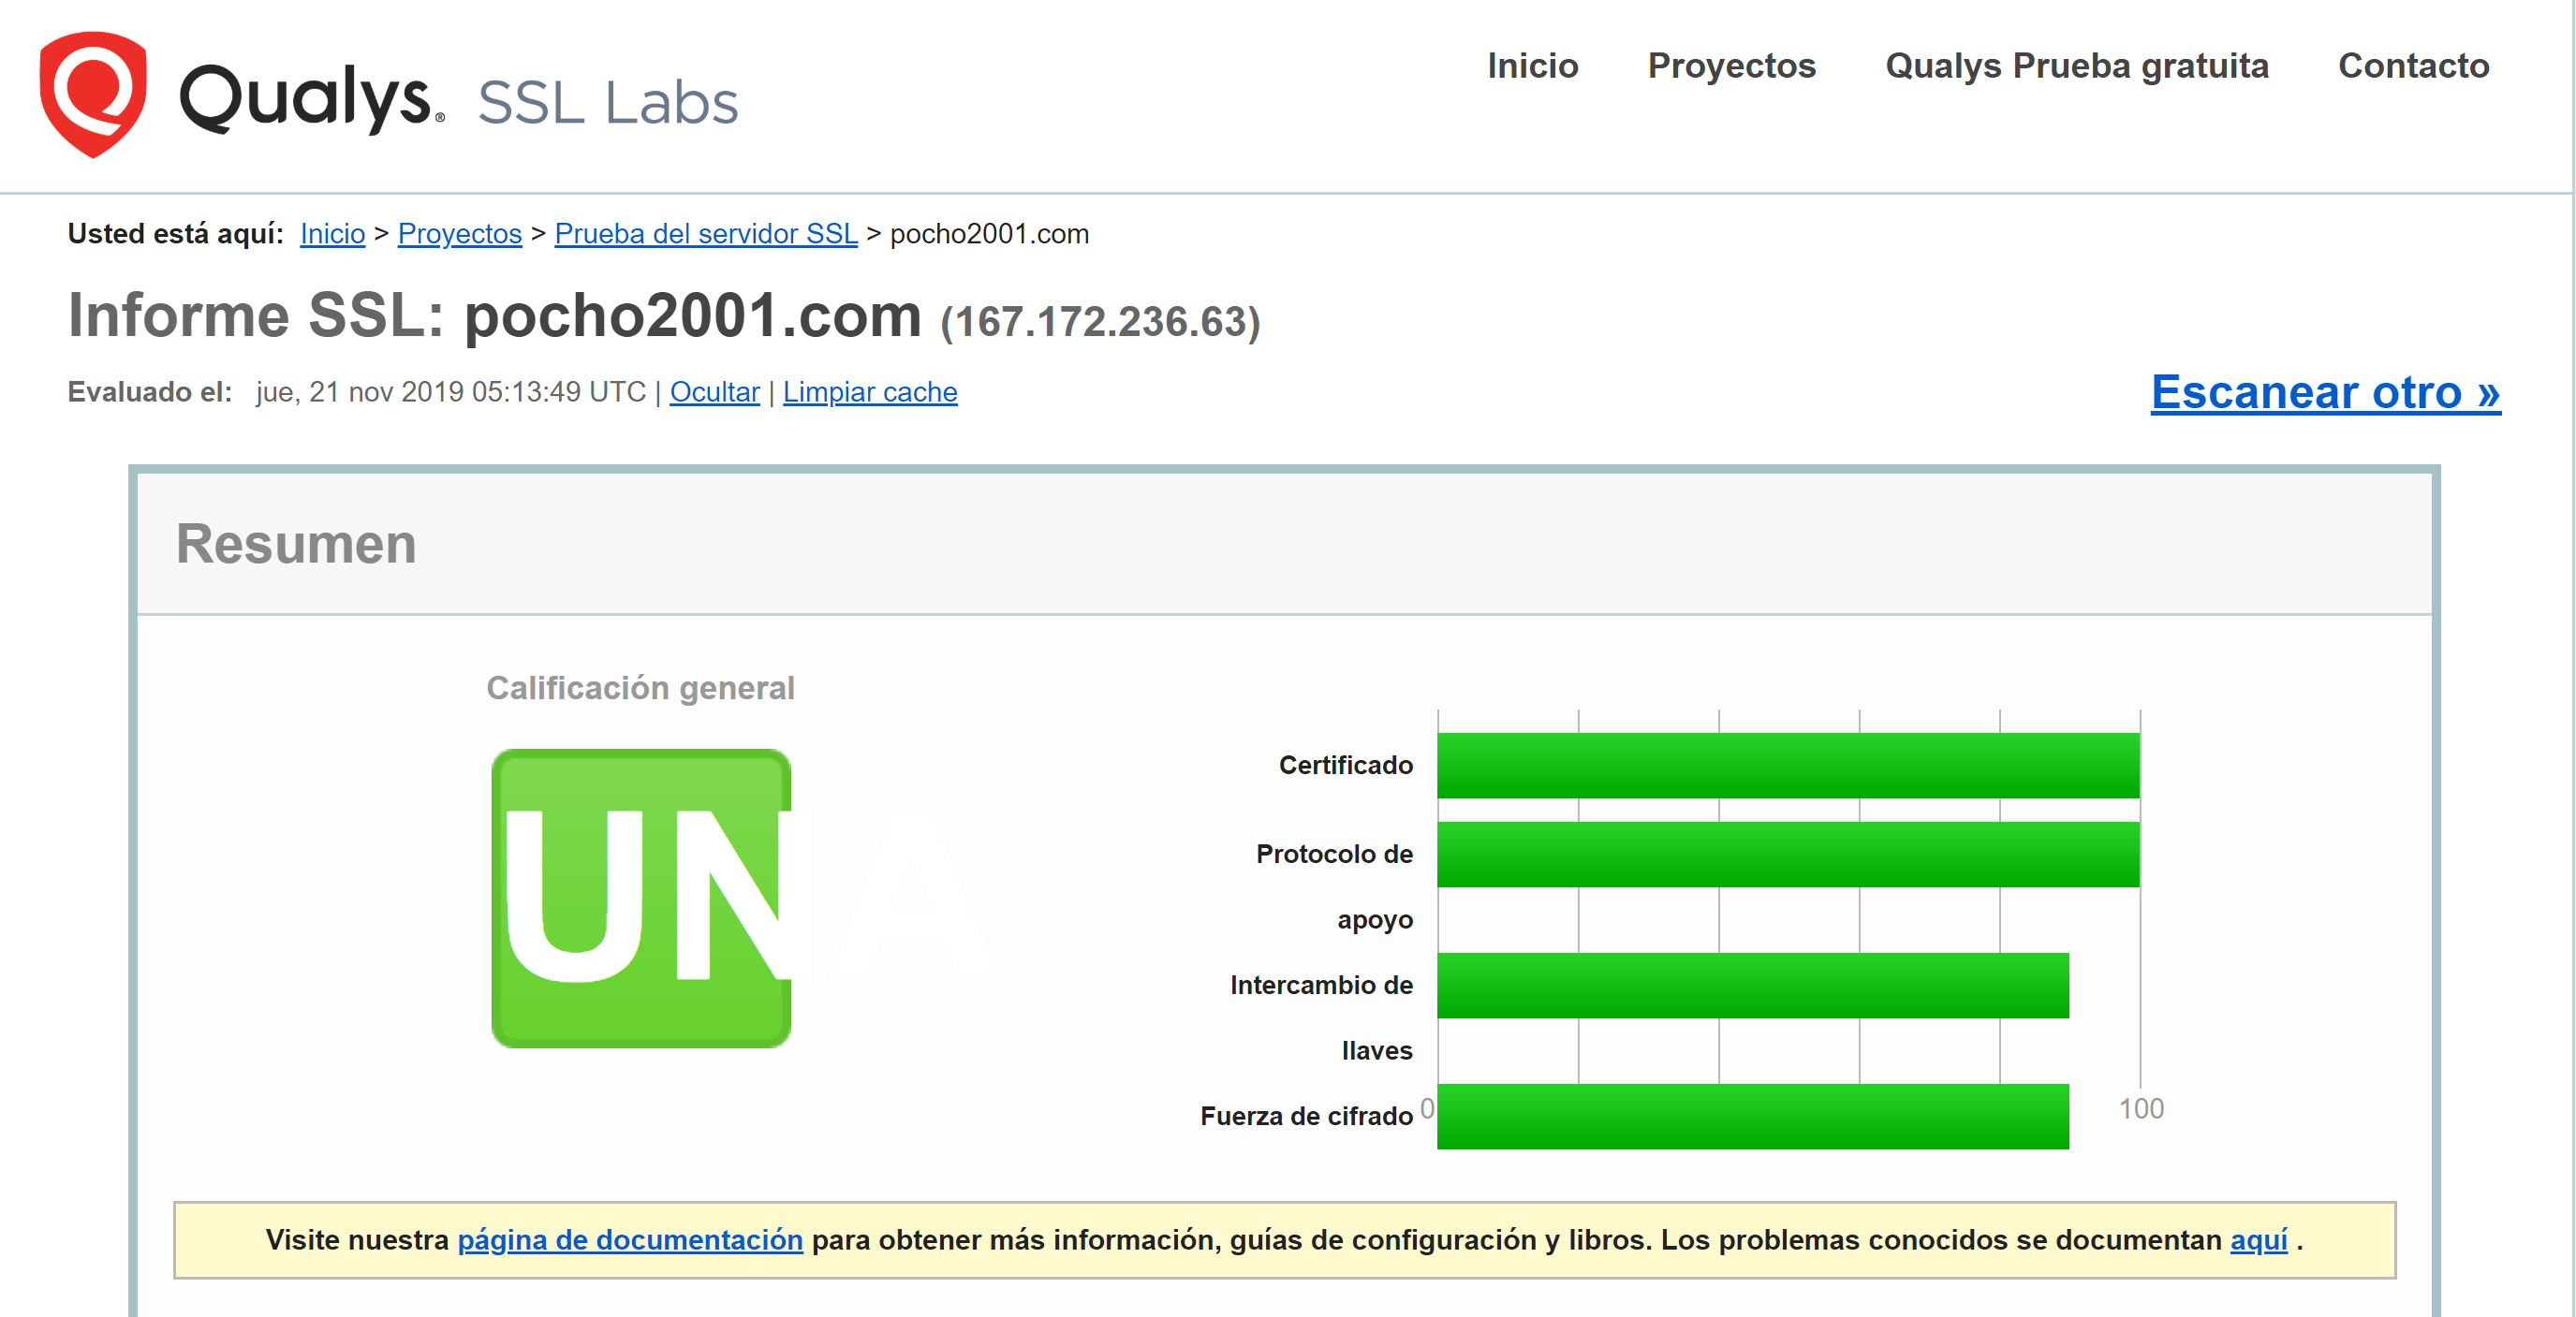 Qualys® SSL Labs
Inicio Proyectos Qualys Prueba gratuita Contacto
Usted está aquí: Inicio > Proyectos > Prueba del servidor SSL > pocho2001.com
Informe SSL: pocho2001.com (167.172.236.63)
Evaluado el: jue, 21 nov 2019 05:13:49 UTC | Ocultar | Limpiar cache
Escanear otro »
Resumen
Calificación general
UNA
Certificado
Protocolo de
apoyo
Intercambio de
llaves
Fuerza de cifrado
0 100
Visite nuestra página de documentación para obtener más información, guías de configuración y libros. Los problemas conocidos se documentan aquí .